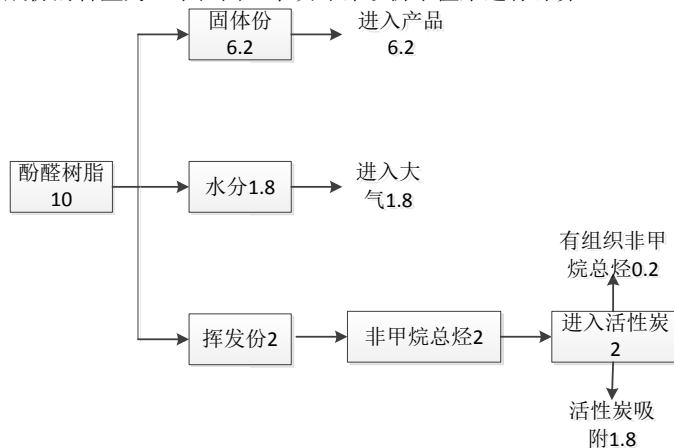 固体份
6.2
进入产品
6.2
酚醛树脂
10
水分1.8
进入大
气1.8
有组织非甲
烷总烃0.2
挥发份2
非甲烷总烃2
进入活性炭
2
活性炭吸
附1.8